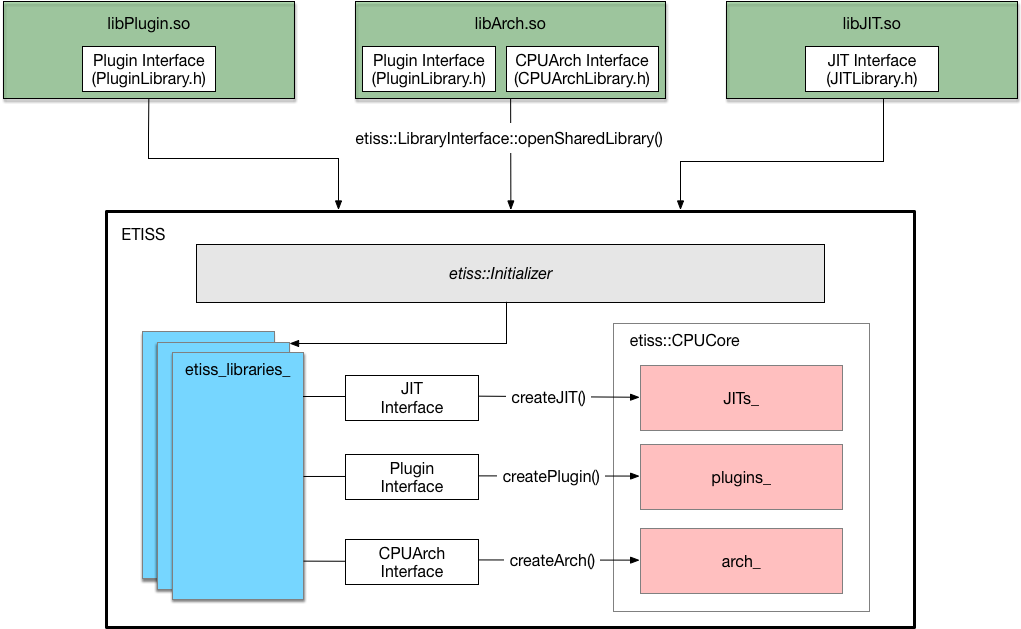 libPlugin.so
Plugin Interface
(PluginLibrary.h)
libArch.so
Plugin Interface
(PluginLibrary.h)
CPUArch Interface
(CPUArchLibrary.h)
libJIT.so
JIT Interface
(JITLibrary.h)
etiss::LibraryInterface::openSharedLibrary()
ETISS
etiss::Initializer
etiss_libraries_
etiss::CPUCore
JIT
Interface
createJIT()
JITs_
Plugin
Interface
createPlugin()
plugins_
CPUArch
Interface
createArch()
arch_